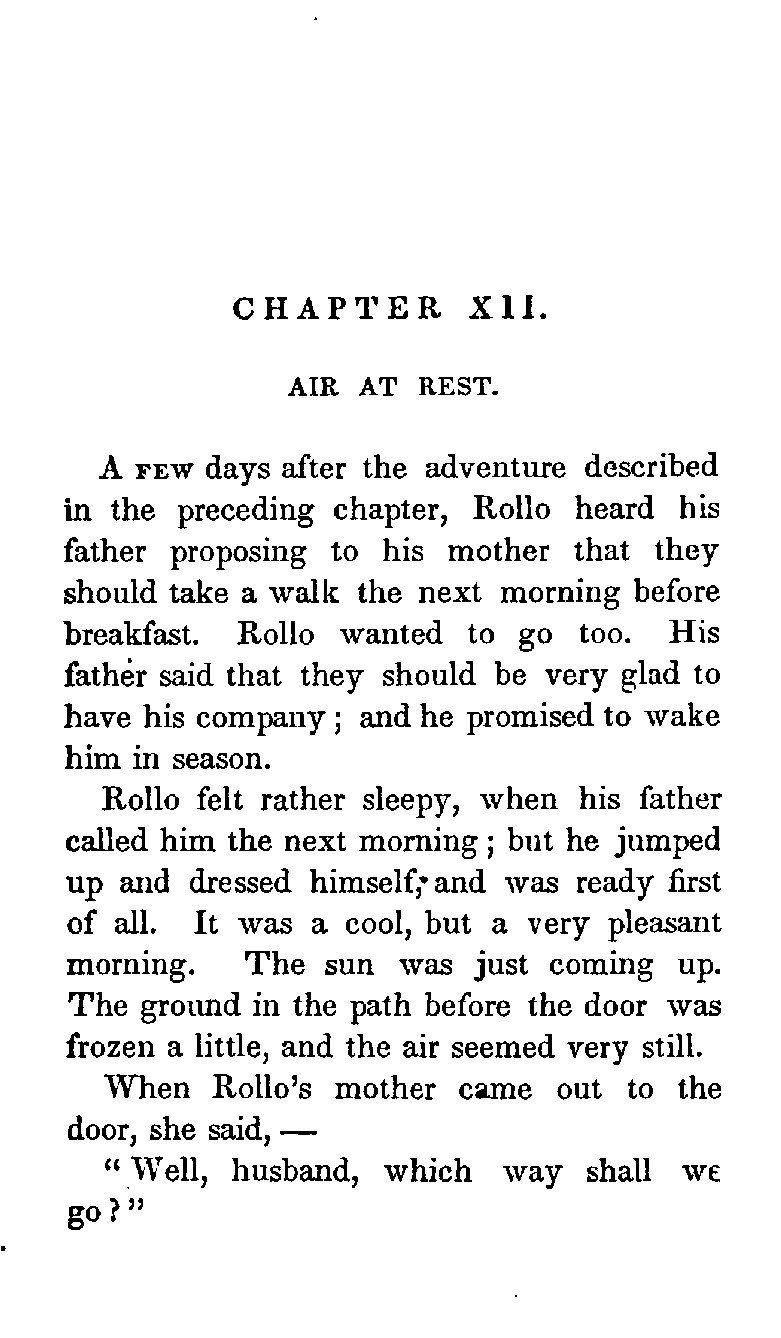 CHAPTER XII.
AIR AT REST.
A FEW days after the adventure described
in the preceding chapter, Rollo heard his
father proposing to his mother that they
should take a walk the next morning before
breakfast. Rollo wanted to go too. His
father said that they should be very glad to
have his company; and he promised to wake
him in season.
Rollo felt rather sleepy, when his father
called him the next morning; but he jumped
up and dressed himself, and was ready first
of all. It was a cool, but a very pleasant
morning. The sun was just coming up.
The ground in the path before the door was
frozen a little, and the air seemed very still.
When Rollo's mother came out to the
door, she said, —
"Well, husband, which way shall we
go?"